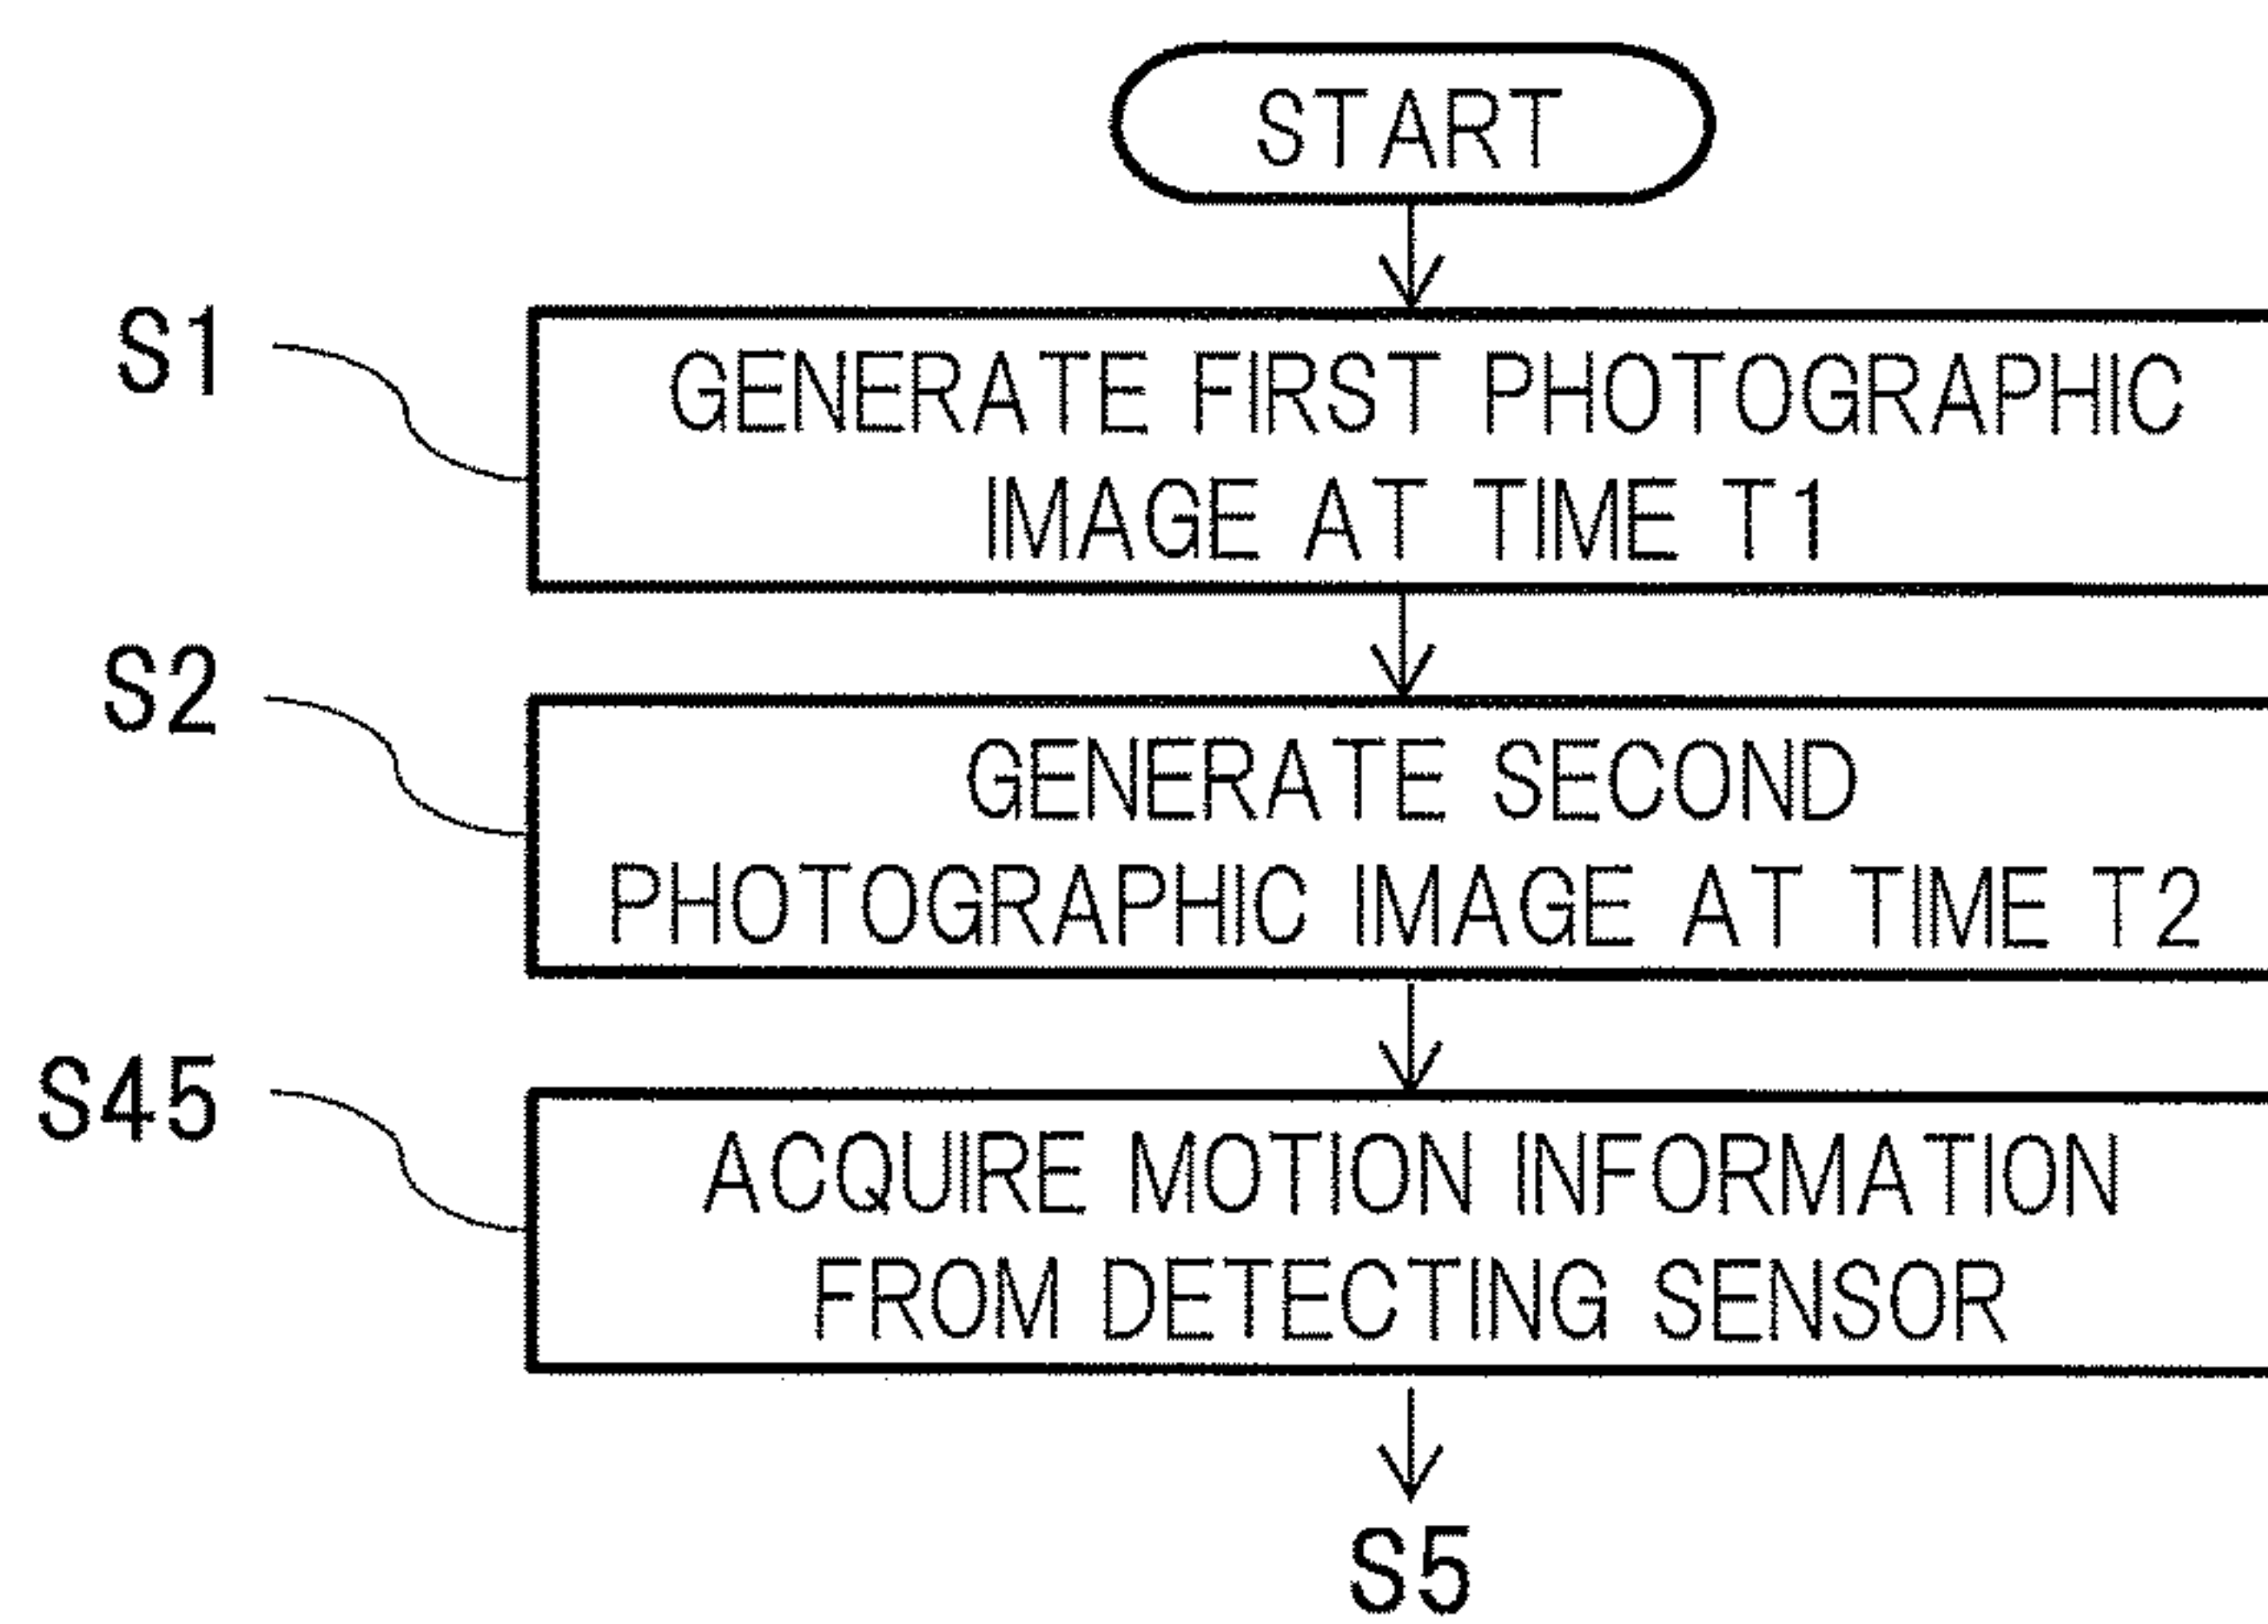 START
S1
GENERATE FIRST PHOTOGRAPHIC
IMAGE AT TIME T1
S2
GENERATE SECOND
PHOTOGRAPHIC IMAGE AT TIME T2
S45
ACQUIRE MOTION INFORMATION
FROM DETECTING SENSOR
S5